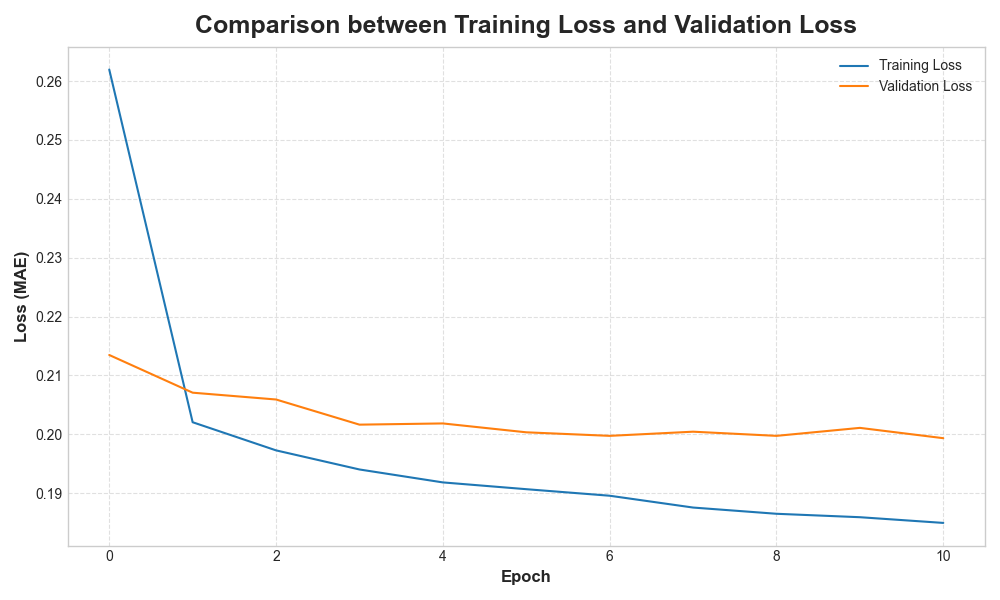 Comparison between Training Loss and Validation Loss
Training Loss
Validation Loss
0.26
0.25
0.24
0.23
0.22
0.21
0.20
0.19
Loss (MAE)
0 2 4 6 8 10
Epoch